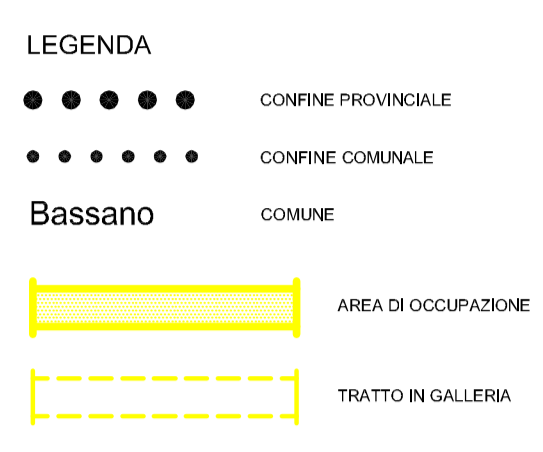 LEGENDA
CONFINE PROVINCIALE
CONFINE COMUNALE
Bassano COMUNE
AREA DI OCCUPAZIONE
TRATTO IN GALLERIA